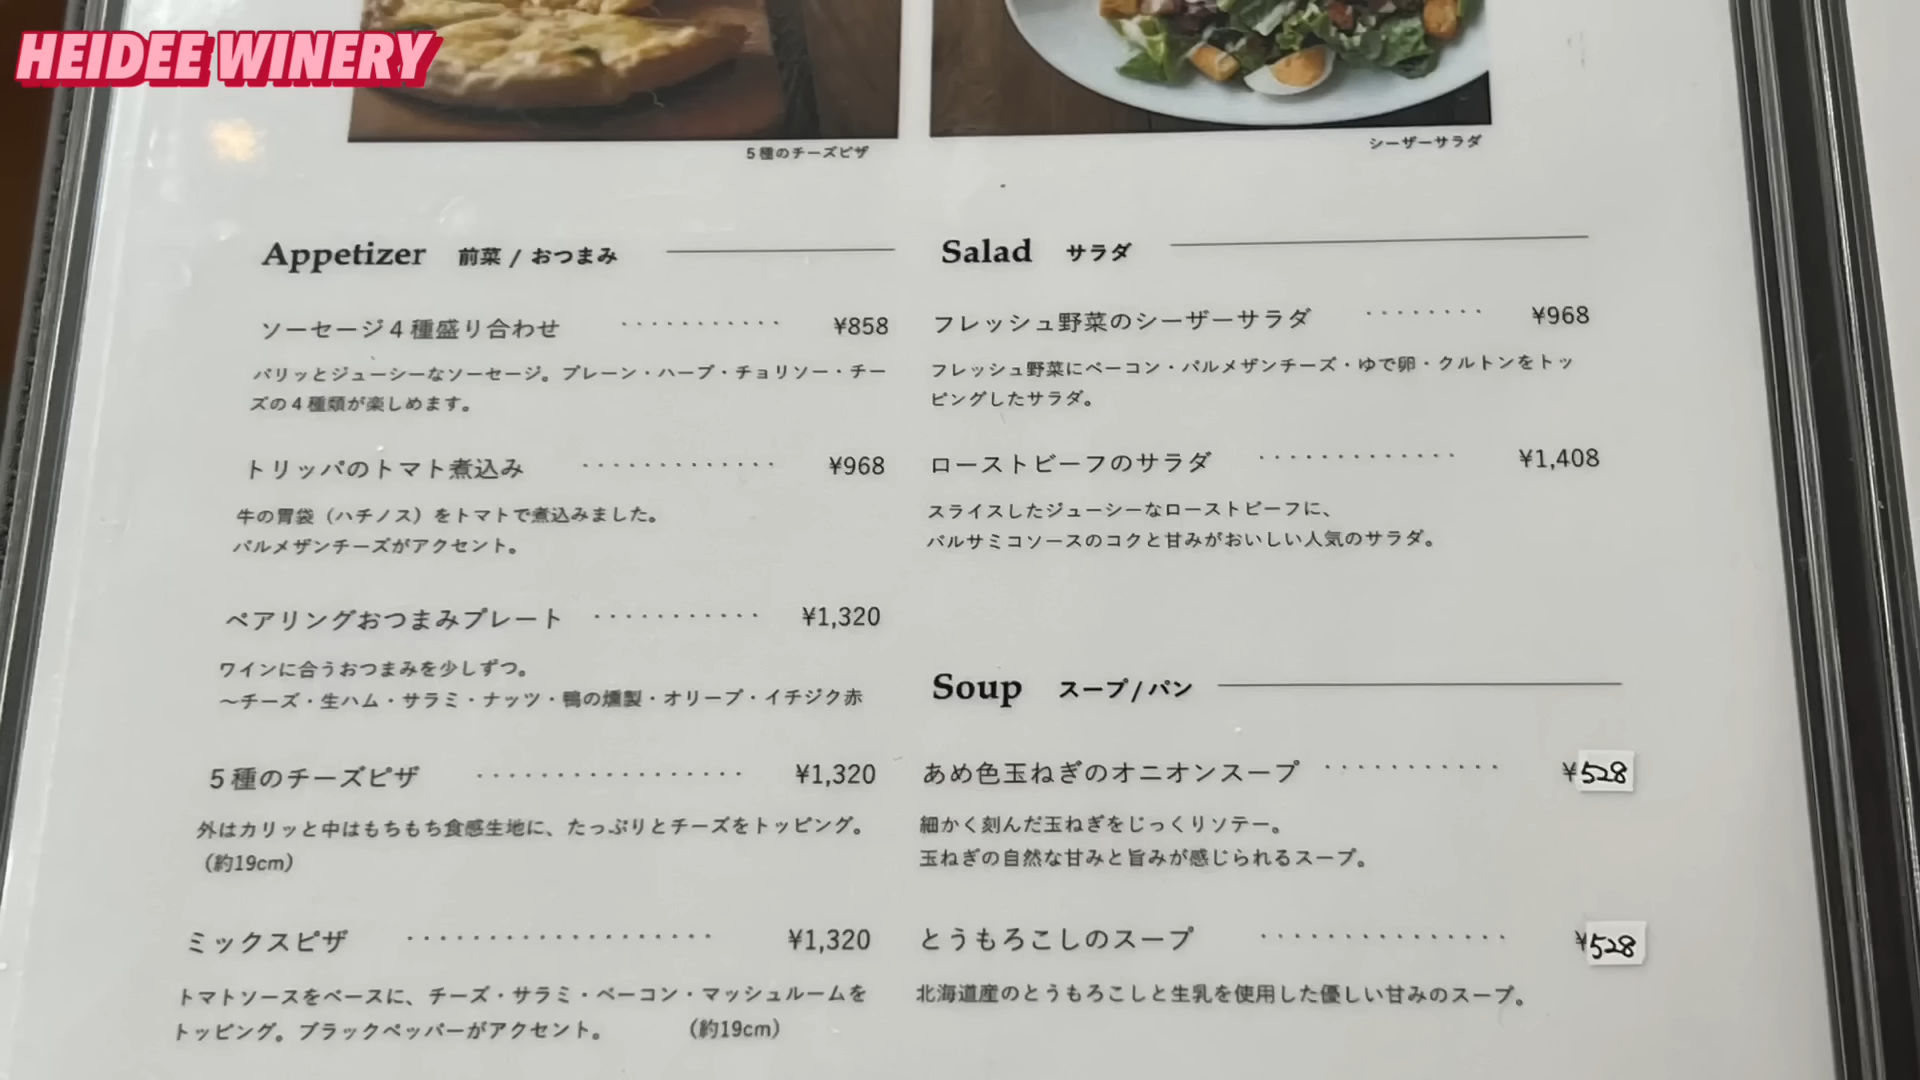 HEIDEE WINERY
5種のチーズピザ
シーザーサラダ
Appetizer 前菜 / おつまみ
ソーセージ4種盛り合わせ ··········· ¥858
パリッとジューシーなソーセージ。プレーン・ハーブ・チョリソー・チー
ズの4種類が楽しめます。
トリッパのトマト煮込み ············· ¥968
牛の胃袋（ハチノス）をトマトで煮込みました。
パルメザンチーズがアクセント。
ペアリングおつまみプレート ··········· ¥1,320
ワインに合うおつまみを少しずつ。
～チーズ・生ハム・サラミ・ナッツ・鴨の燻製・オリーブ・イチジク赤
5種のチーズピザ ·················· ¥1,320
外はカリッと中はもちもち食感生地に、たっぷりとチーズをトッピング。
（約19cm）
ミックスピザ ···················· ¥1,320
トマトソースをベースに、チーズ・サラミ・ベーコン・マッシュルームを
トッピング。ブラックペッパーがアクセント。 （約19cm）
Salad サラダ
フレッシュ野菜のシーザーサラダ ········ ¥968
フレッシュ野菜にベーコン・パルメザンチーズ・ゆで卵・クルトンをトッ
ピングしたサラダ。
ローストビーフのサラダ ············· ¥1,408
スライスしたジューシーなローストビーフに、
バルサミコソースのコクと甘みがおいしい人気のサラダ。
Soup スープ/パン
あめ色玉ねぎのオニオンスープ ··········· ¥528
細かく刻んだ玉ねぎをじっくりソテー。
玉ねぎの自然な甘みと旨みが感じられるスープ。
とうもろこしのスープ ················ ¥528
北海道産のとうもろこしと生乳を使用した優しい甘みのスープ。